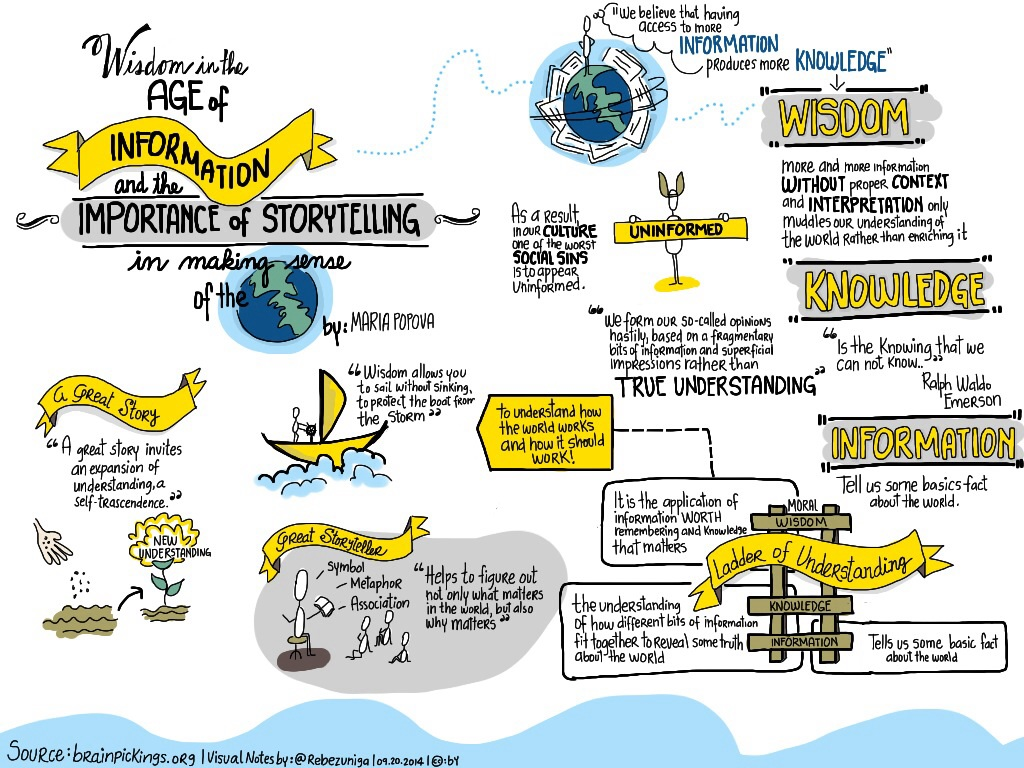 Wisdom in the
AGE of
INFORMATION
and the
IMPORTANCE of STORYTELLING
in making sense
of the
by: MARIA POPOVA
"We believe that having
access to more
INFORMATION
produces more KNOWLEDGE"
"WISDOM"
more and more information
WITHOUT proper CONTEXT
and INTERPRETATION only
muddles our understanding of
the world rather than enriching it
As a result,
in our CULTURE
one of the worst
SOCIAL SINS
is to appear
Uninformed.
UNINFORMED
"We form our so-called opinions
hastily, based on a fragmentary
bits of information and superficial
impressions rather than
TRUE UNDERSTANDING"
"KNOWLEDGE"
"Is the Knowing that we
can not know.."
Ralph Waldo
Emerson
"INFORMATION"
Tell us some basics-fact
about the world.
A Great Story
"A great story invites
an expansion of
understanding, a
self-trascendence."
NEW
UNDERSTANDING
"Wisdom allows you
to sail without sinking,
to protect the boat from
the Storm"
to understand how
the world works
and how it should
WORK!
Great Storyteller
Symbol
Metaphor
Association
"Helps to figure out
not only what matters
in the world, but also
why matters"
It is the application of
information WORTH
remembering and Knowledge
that matters
MORAL
WISDOM
Ladder of Understanding
KNOWLEDGE
INFORMATION
the understanding
of how different bits of information
fit together to reveal some truth
about the world
Tells us some basic fact
about the world
Source: brainpickings.org | Visual Notes by: @Rebezuniga | 09.20.2014 | cc: BY